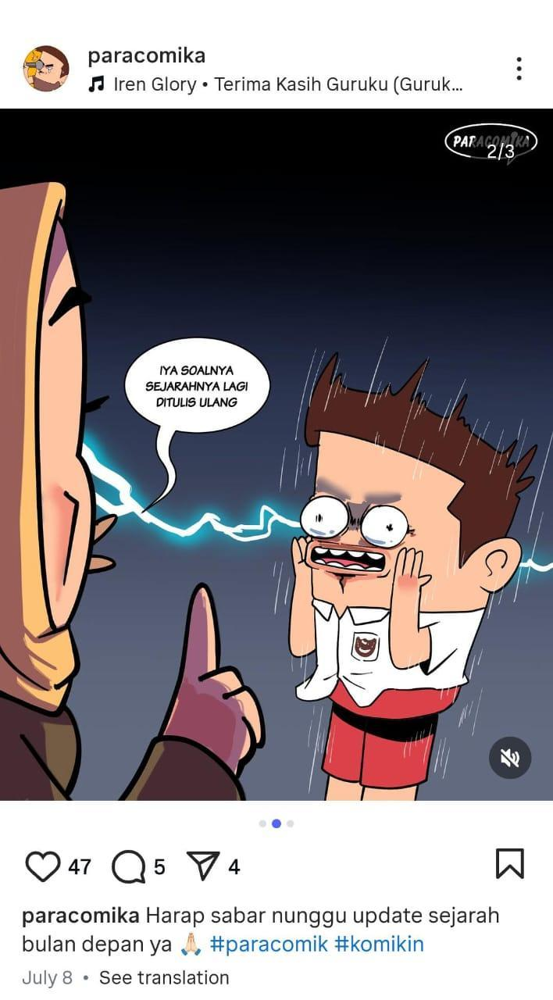 paracomika
Iren Glory • Terima Kasih Guruku (Guruk...
PARACOMIKA
2/3
IYA SOALNYA
SEJARAHNYA LAGI
DITULIS ULANG
47
5
4
paracomika Harap sabar nunggu update sejarah
bulan depan ya 🙏🏻 #paracomik #komikin
July 8 • See translation